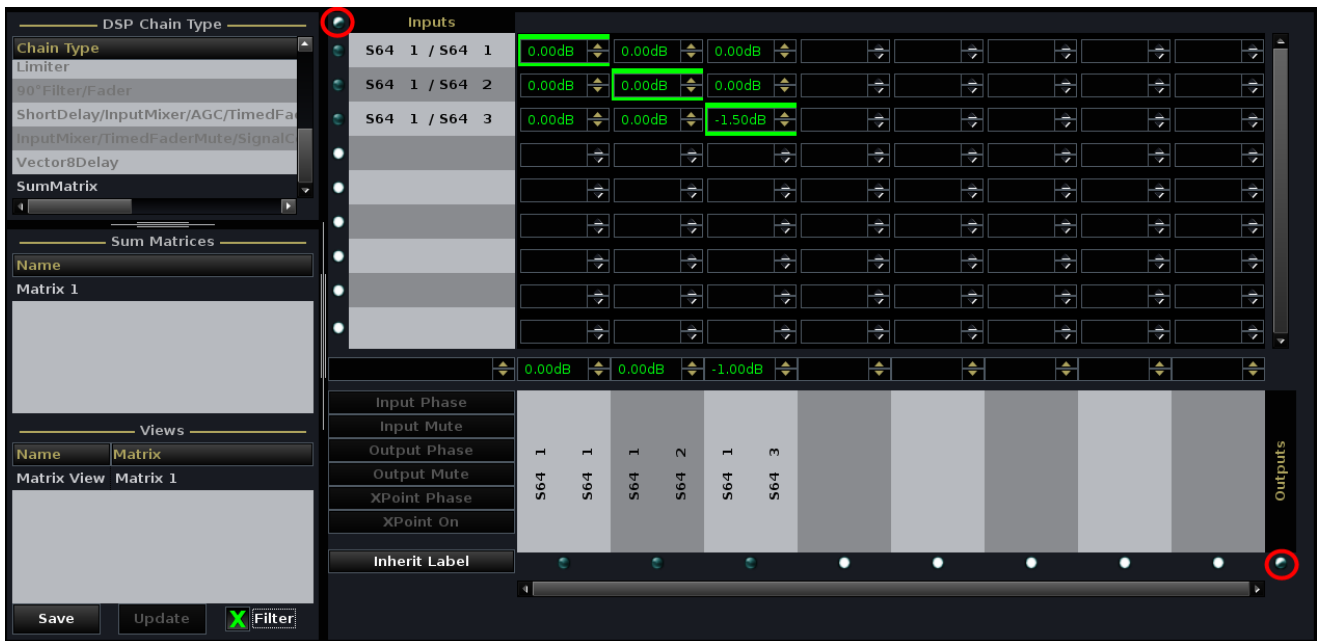 DSP Chain Type
Chain Type
Limiter
90°Filter/Fader
ShortDelay/InputMixer/AGC/TimedFa
InputMixer/TimedFaderMute/SignalC
Vector8Delay
SumMatrix
Sum Matrices
Name
Matrix 1
Views
Name Matrix
Matrix View Matrix 1
Save Update X Filter
Inputs
S64 1 / S64 1 0.00dB 0.00dB 0.00dB
S64 1 / S64 2 0.00dB 0.00dB 0.00dB
S64 1 / S64 3 0.00dB 0.00dB -1.50dB
0.00dB 0.00dB -1.00dB
Input Phase
Input Mute
Output Phase
Output Mute
XPoint Phase
XPoint On
Inherit Label
S64 1
S64 1
S64 1
S64 2
S64 1
S64 3
Outputs